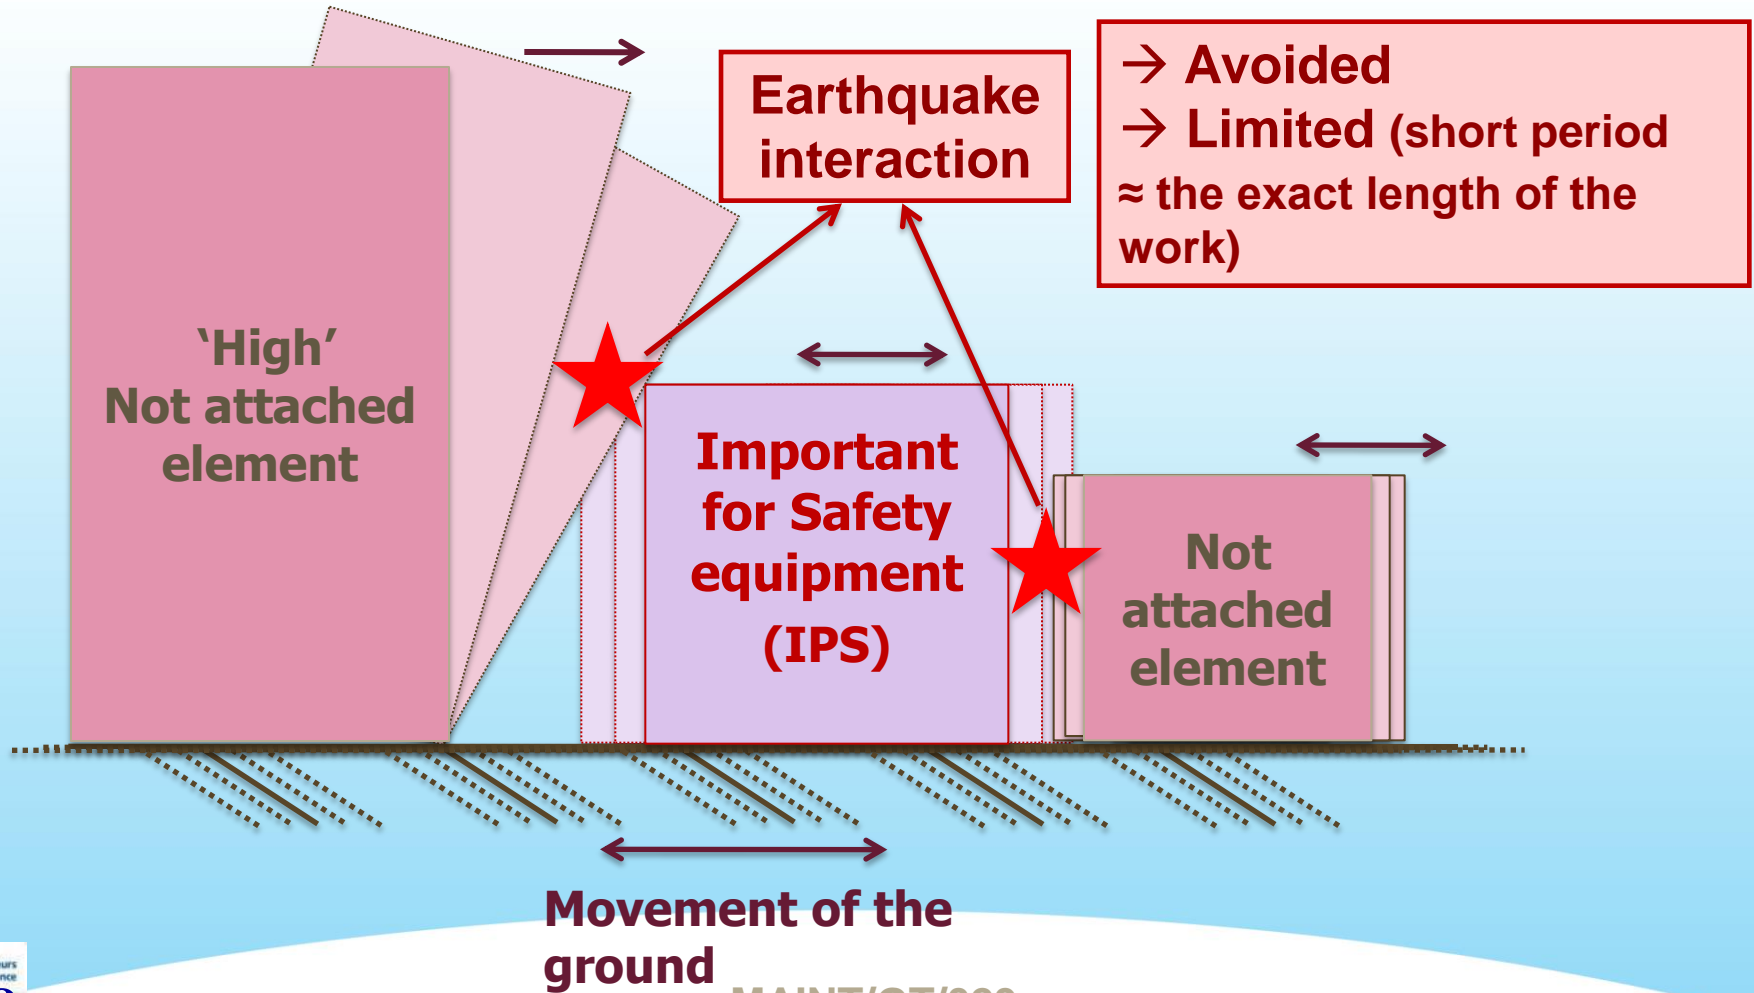 Earthquake
interaction
→ Avoided
→ Limited (short period
≈ the exact length of the
work)
‘High’
Not attached
element
Important
for Safety
equipment
(IPS)
Not
attached
element
Movement of the
ground